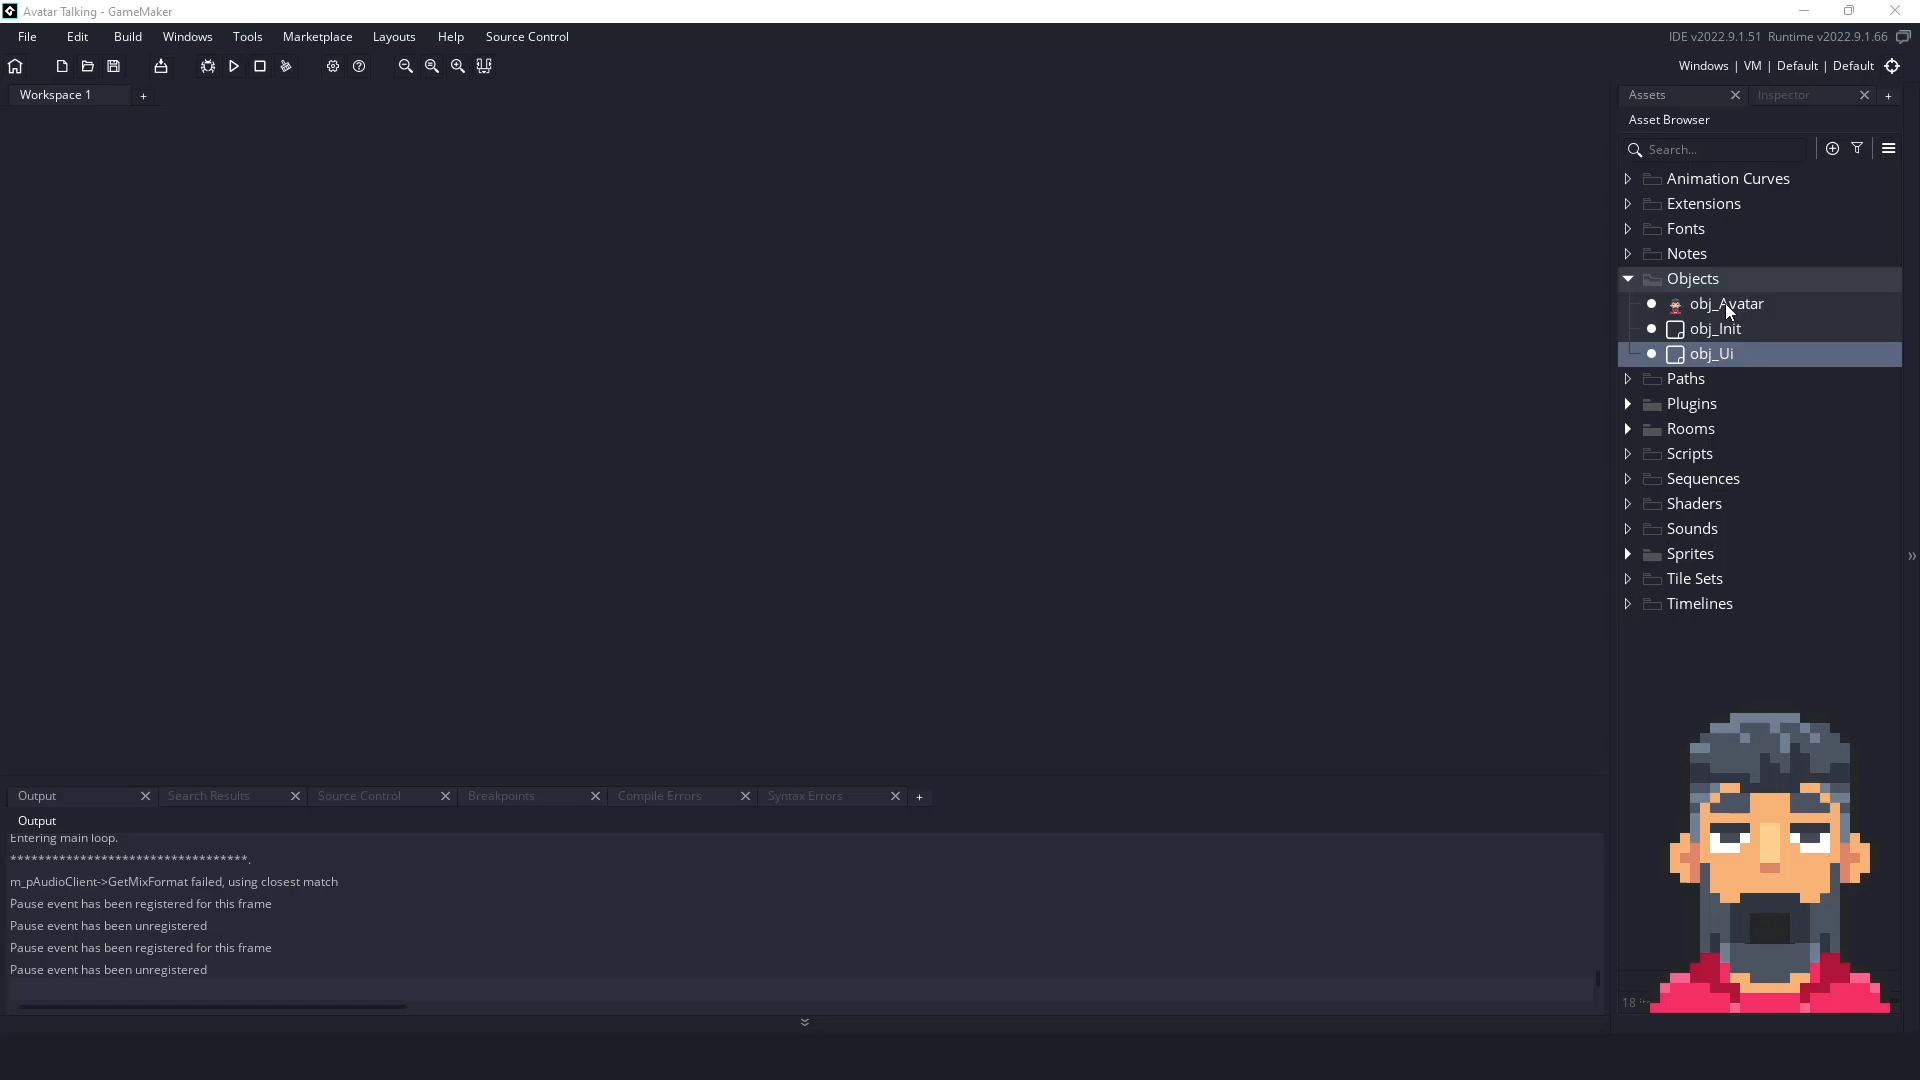 Avatar Talking - GameMaker
File Edit Build Windows Tools Marketplace Layouts Help Source Control
IDE v2022.9.1.51 Runtime v2022.9.1.66
Windows | VM | Default | Default
Workspace 1 +
Assets Inspector +
Asset Browser
Search...
Animation Curves
Extensions
Fonts
Notes
Objects
obj_Avatar
obj_Init
obj_Ui
Paths
Plugins
Rooms
Scripts
Sequences
Shaders
Sounds
Sprites
Tile Sets
Timelines
Output Search Results Source Control Breakpoints Compile Errors Syntax Errors +
Output
Entering main loop.
**********************************.
m_pAudioClient->GetMixFormat failed, using closest match
Pause event has been registered for this frame
Pause event has been unregistered
Pause event has been registered for this frame
Pause event has been unregistered
18